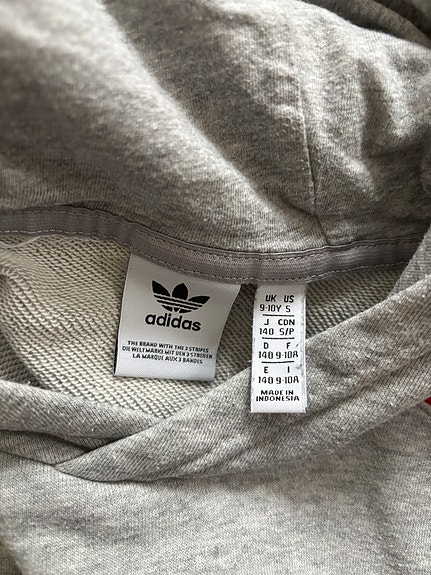 adidas
THE BRAND WITH THE 3 STRIPES
DIE WELTMARKE MIT DEN 3 STREIFEN
LA MARQUE AUX 3 BANDES
UK US
9-10Y S
J CDN
140 S/P
D F
140 9-10A
E I
140 9-10A
MADE IN
INDONESIA